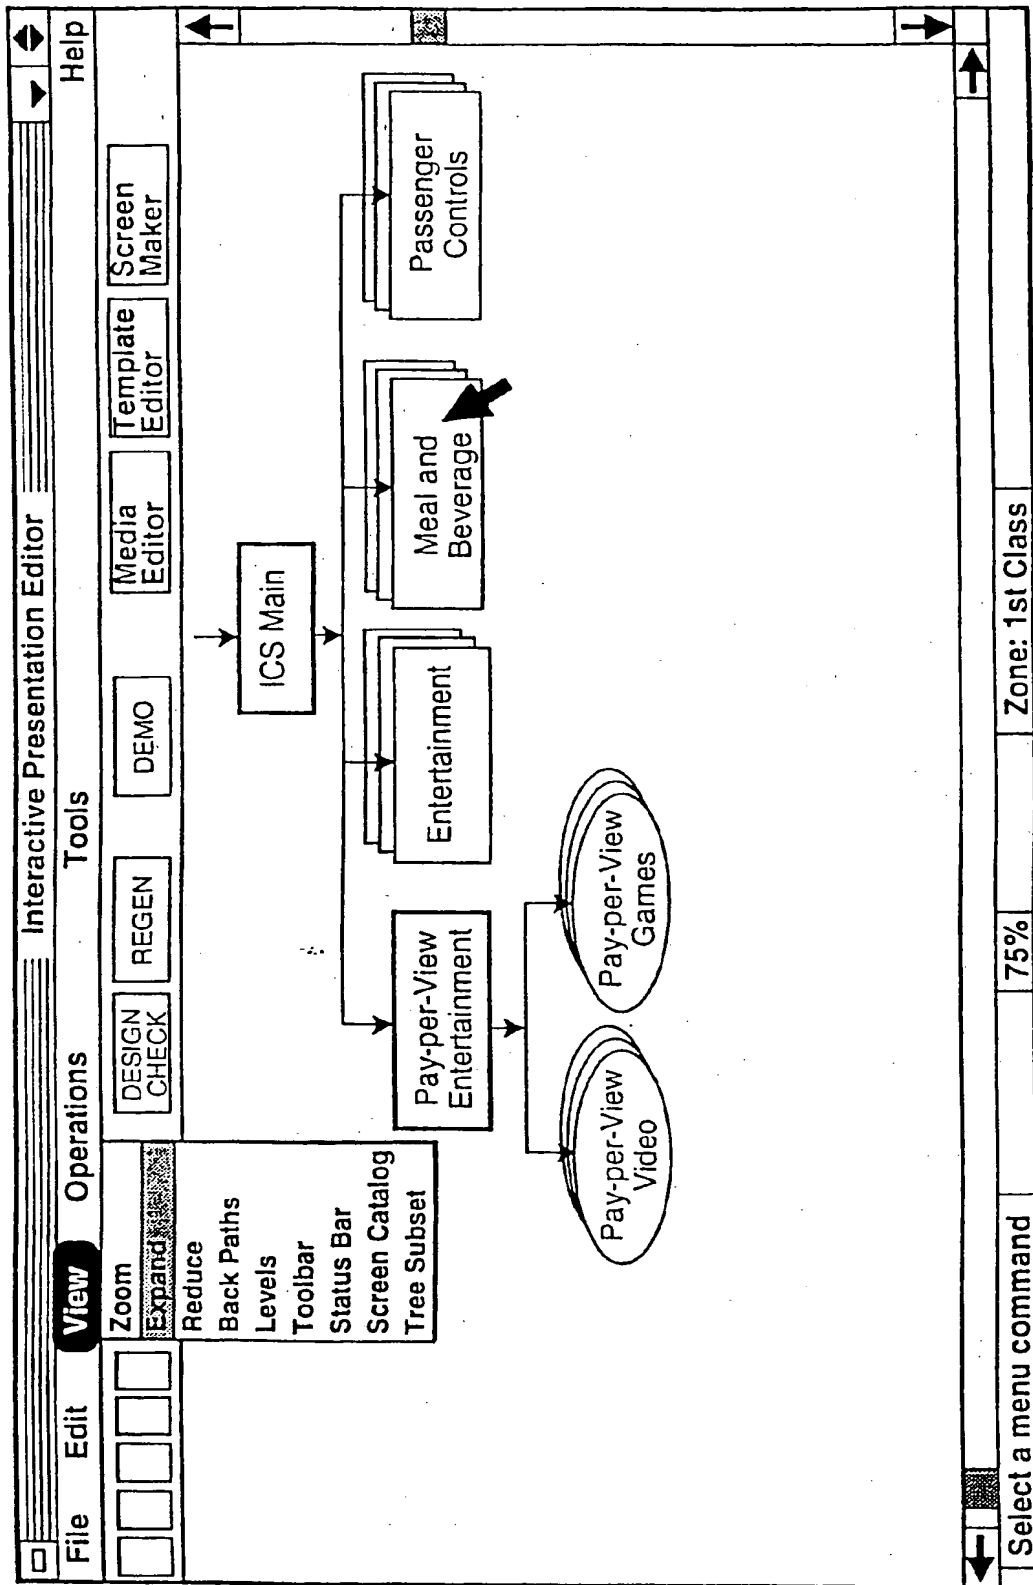 Interactive Presentation Editor
File Edit View Operations Tools Help
Zoom
Expand
Reduce
Back Paths
Levels
Toolbar
Status Bar
Screen Catalog
Tree Subset
DESIGN
CHECK
REGEN
DEMO
Media
Editor
Template
Editor
Screen
Maker
ICS Main
Pay-per-View
Entertainment
Entertainment
Meal and
Beverage
Passenger
Controls
Pay-per-View
Video
Pay-per-View
Games
Select a menu command 75% Zone: 1st Class